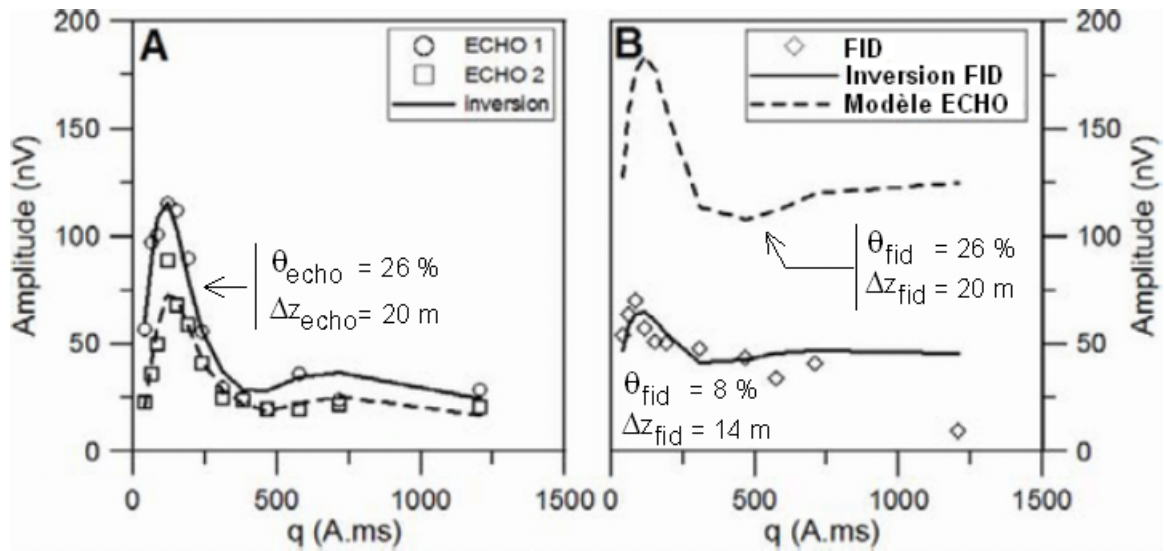 A
ECHO 1
ECHO 2
inversion
θecho = 26 %
Δzecho= 20 m
Amplitude (nV)
200
150
100
50
0
0
500
1000
1500
q (A.ms)
B
FID
Inversion FID
Modèle ECHO
θfid = 26 %
Δzfid = 20 m
θfid = 8 %
Δzfid = 14 m
200
150
100
50
0
Amplitude (nV)
0
500
1000
1500
q (A.ms)